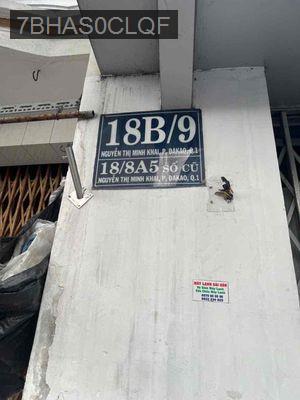 7BHAS0CLQF
18B/9
NGUYỄN THỊ MINH KHAI, P, ĐAKAO, Q.1
18/8A5 SỐ CŨ
NGUYỄN THỊ MINH KHAI, P, ĐAKAO, Q.1
MÁY LẠNH SÀI GÒN